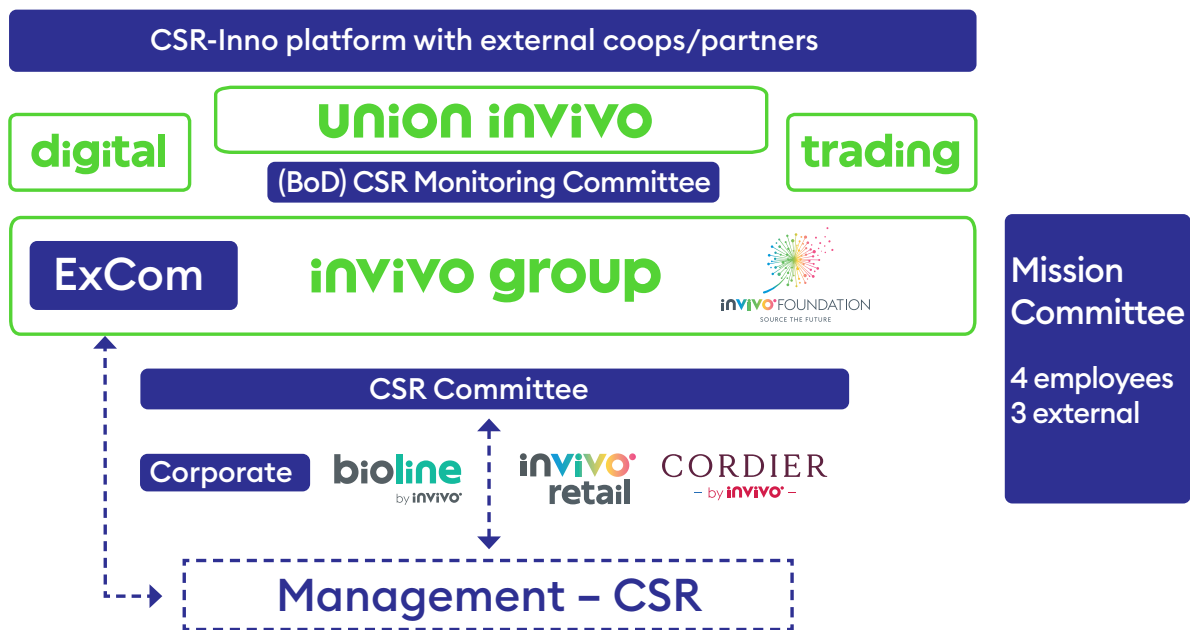 CSR-Inno platform with external coops/partners
digital
union invivo
trading
(BoD) CSR Monitoring Committee
ExCom
invivo group
invivo FOUNDATION
SOURCE THE FUTURE
Mission
Committee
4 employees
3 external
CSR Committee
Corporate
bioline
by invivo
invivo
retail
CORDIER
– by invivo –
Management – CSR